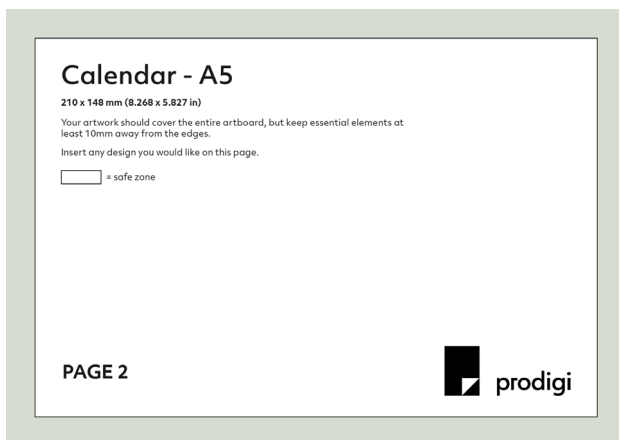 Calendar - A5
210 x 148 mm (8.268 x 5.827 in)
Your artwork should cover the entire artboard, but keep essential elements at
least 10mm away from the edges.
Insert any design you would like on this page.
= safe zone
PAGE 2
prodigi